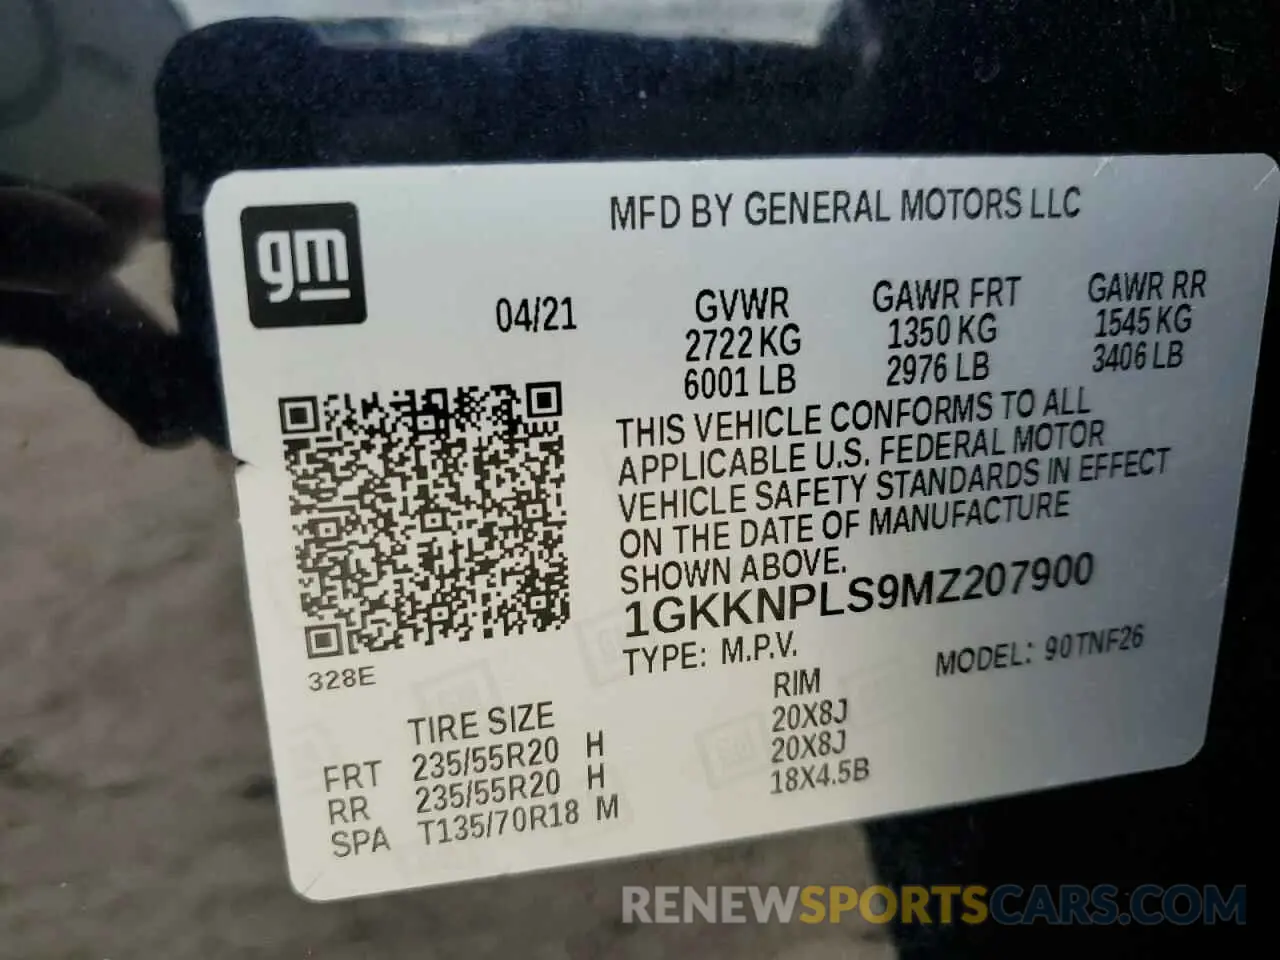 gm
MFD BY GENERAL MOTORS LLC
04/21
GVWR GAWR FRT GAWR RR
2722 KG 1350 KG 1545 KG
6001 LB 2976 LB 3406 LB
THIS VEHICLE CONFORMS TO ALL
APPLICABLE U.S. FEDERAL MOTOR
VEHICLE SAFETY STANDARDS IN EFFECT
ON THE DATE OF MANUFACTURE
SHOWN ABOVE.
1GKKNPLS9MZ207900
TYPE: M.P.V. MODEL: 90TNF26
328E
TIRE SIZE RIM
FRT 235/55R20 H 20X8J
RR 235/55R20 H 20X8J
SPA T135/70R18 M 18X4.5B
RENEWSPORTSCARS.COM